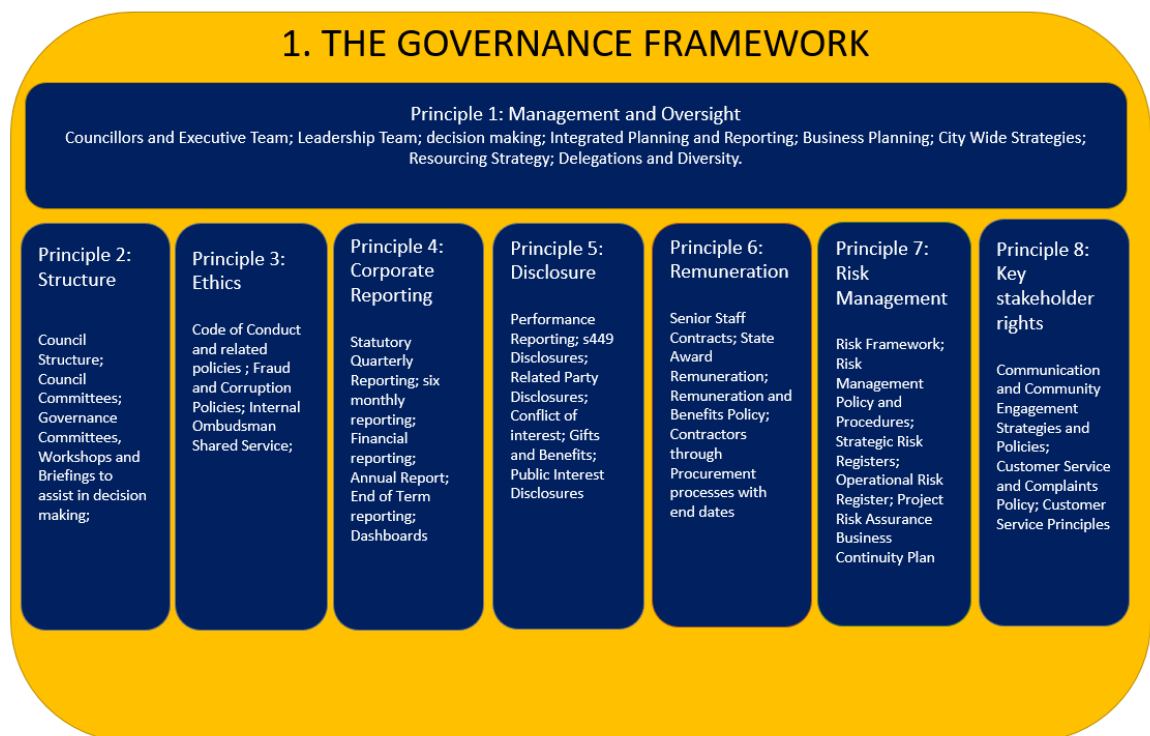 1. THE GOVERNANCE FRAMEWORK
Principle 1: Management and Oversight
Councillors and Executive Team; Leadership Team; decision making; Integrated Planning and Reporting; Business Planning; City Wide Strategies;
Resourcing Strategy; Delegations and Diversity.
Principle 2:
Structure
Council
Structure;
Council
Committees;
Governance
Committees,
Workshops and
Briefings to
assist in decision
making;
Principle 3:
Ethics
Code of Conduct
and related
policies ; Fraud
and Corruption
Policies; Internal
Ombudsman
Shared Service;
Principle 4:
Corporate
Reporting
Statutory
Quarterly
Reporting; six
monthly
reporting;
Financial
reporting;
Annual Report;
End of Term
reporting;
Dashboards
Principle 5:
Disclosure
Performance
Reporting; s449
Disclosures;
Related Party
Disclosures;
Conflict of
interest; Gifts
and Benefits;
Public Interest
Disclosures
Principle 6:
Remuneration
Senior Staff
Contracts; State
Award
Remuneration;
Remuneration and
Benefits Policy;
Contractors
through
Procurement
processes with
end dates
Principle 7:
Risk
Management
Risk Framework;
Risk
Management
Policy and
Procedures;
Strategic Risk
Registers;
Operational Risk
Register; Project
Risk Assurance
Business
Continuity Plan
Principle 8:
Key
stakeholder
rights
Communication
and Community
Engagement
Strategies and
Policies;
Customer Service
and Complaints
Policy; Customer
Service Principles